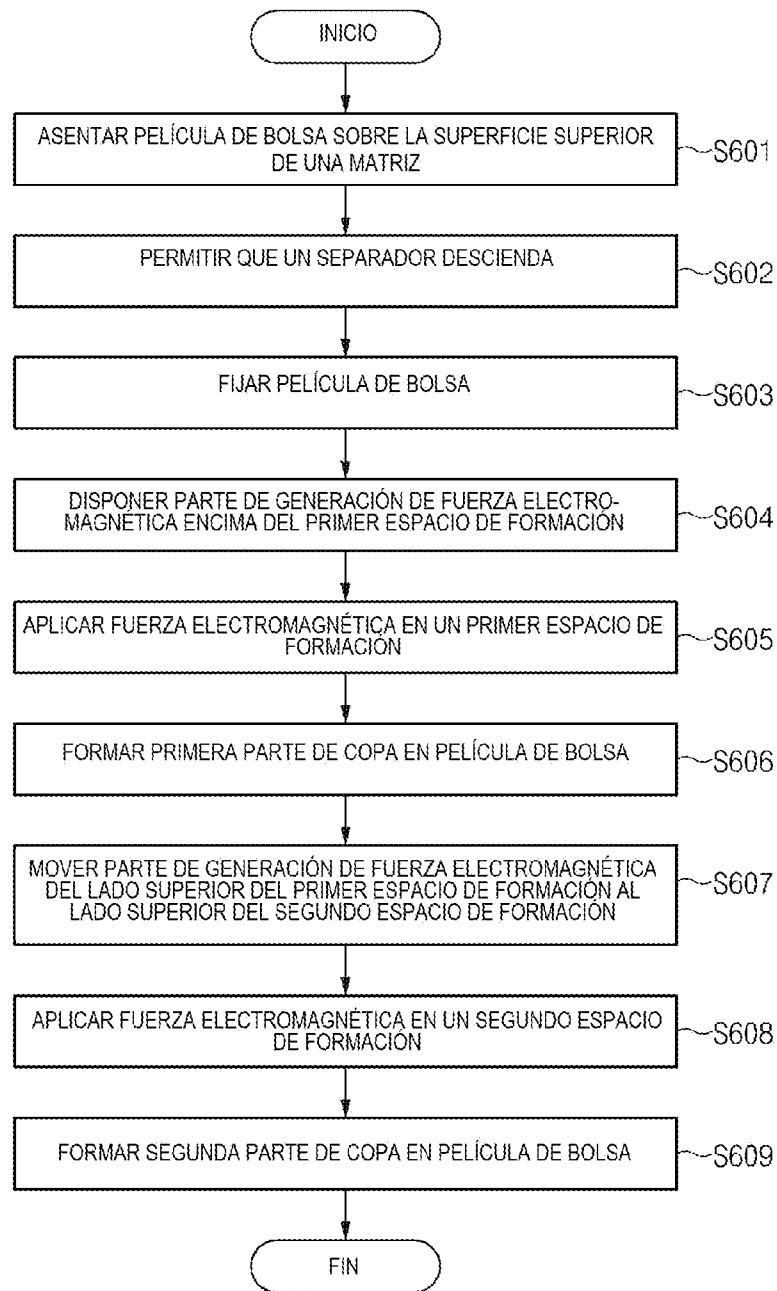 INICIO
ASENTAR PELÍCULA DE BOLSA SOBRE LA SUPERFICIE SUPERIOR
DE UNA MATRIZ
S601
PERMITIR QUE UN SEPARADOR DESCIENDA
S602
FIJAR PELÍCULA DE BOLSA
S603
DISPONER PARTE DE GENERACIÓN DE FUERZA ELECTRO-
MAGNÉTICA ENCIMA DEL PRIMER ESPACIO DE FORMACIÓN
S604
APLICAR FUERZA ELECTROMAGNÉTICA EN UN PRIMER ESPACIO DE
FORMACIÓN
S605
FORMAR PRIMERA PARTE DE COPA EN PELÍCULA DE BOLSA
S606
MOVER PARTE DE GENERACIÓN DE FUERZA ELECTROMAGNÉTICA
DEL LADO SUPERIOR DEL PRIMER ESPACIO DE FORMACIÓN AL
LADO SUPERIOR DEL SEGUNDO ESPACIO DE FORMACIÓN
S607
APLICAR FUERZA ELECTROMAGNÉTICA EN UN SEGUNDO ESPACIO
DE FORMACIÓN
S608
FORMAR SEGUNDA PARTE DE COPA EN PELÍCULA DE BOLSA
S609
FIN